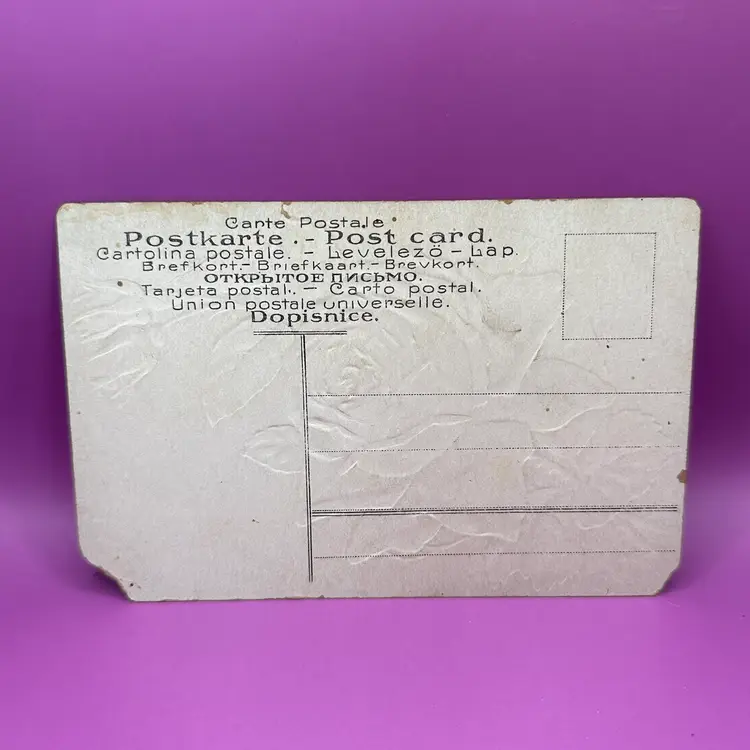 Carte Postale
Postkarte. - Post card.
Cartolina postale. - Levelező - Lap.
Brefkort.- Briefkaart.- Brevkort.
ОТКРЫТОЕ ПИСЬМО.
Tarjeta postal. - Carto postal.
Union postale universelle.
Dopisnice.